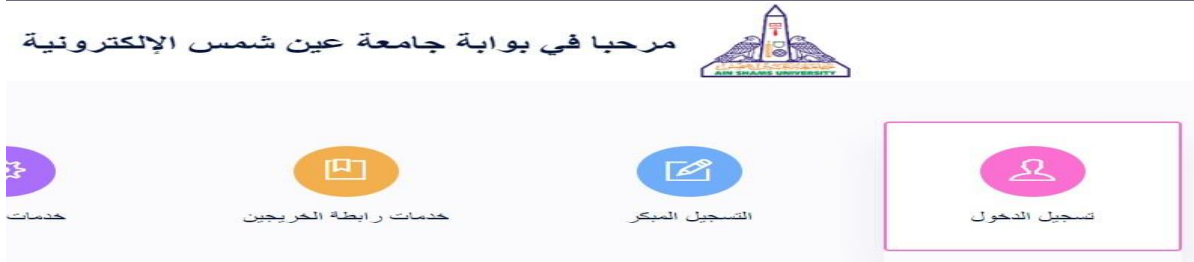 مرحبا في بوابة جامعة عين شمس الإلكترونية
AIN SHAMS UNIVERSITY
تسجيل الدخول
التسجيل المبكر
خدمات رابطة الخريجين
خدمات